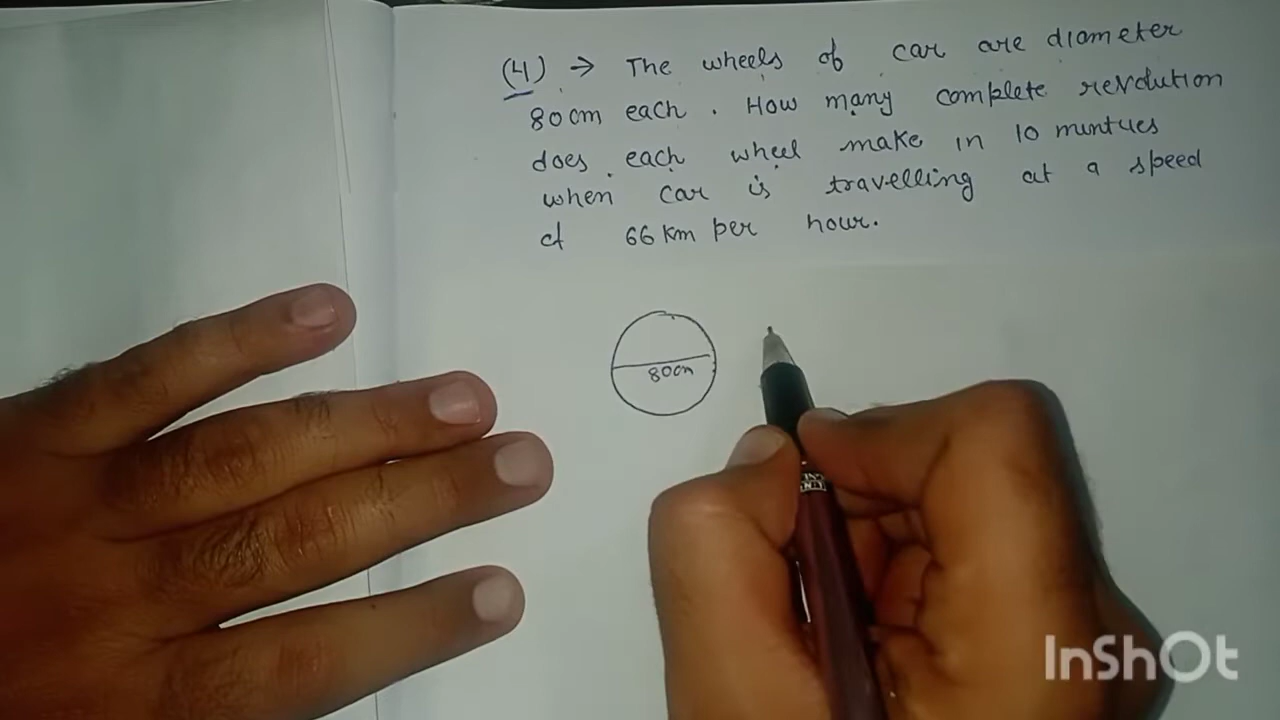 (4) → The wheels of car are diameter
80cm each. How many complete revolution
does each wheel make in 10 muntues
when car is travelling at a speed
of 66 km per hour.
80cm
InShOt